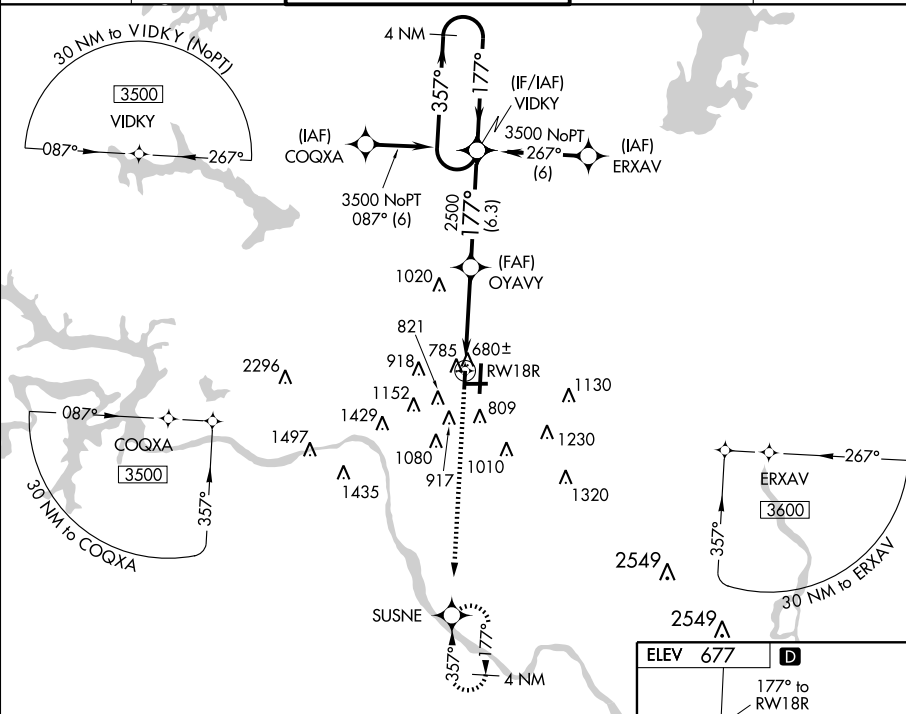 30 NM to VIDKY (NoPT)
3500
VIDKY
087°
267°
4 NM
357°
177°
(IF/IAF)
VIDKY
(IAF)
COQXA
3500 NoPT
087° (6)
3500 NoPT
267°
(6)
(IAF)
ERXAV
2500
177°
(6.3)
(FAF)
OYAVY
1020
821
785
680±
918
RW18R
2296
1152
1429
809
1130
1497
1080
917
1010
1230
1435
1320
087°
COQXA
3500
357°
30 NM to COQXA
267°
ERXAV
3600
357°
30 NM to ERXAV
2549
2549
SUSNE
357°
177°
4 NM
ELEV 677 D
177° to
RW18R